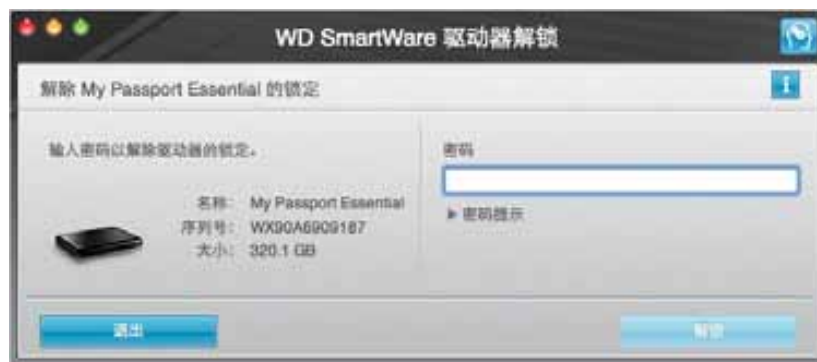 WD SmartWare 驱动器解锁
解除 My Passport Essential 的锁定
输入密码以解除驱动器的锁定。
名称: My Passport Essential
序列号: WX90A6909187
大小: 320.1 GB
密码
▶ 密码提示
退出
解锁